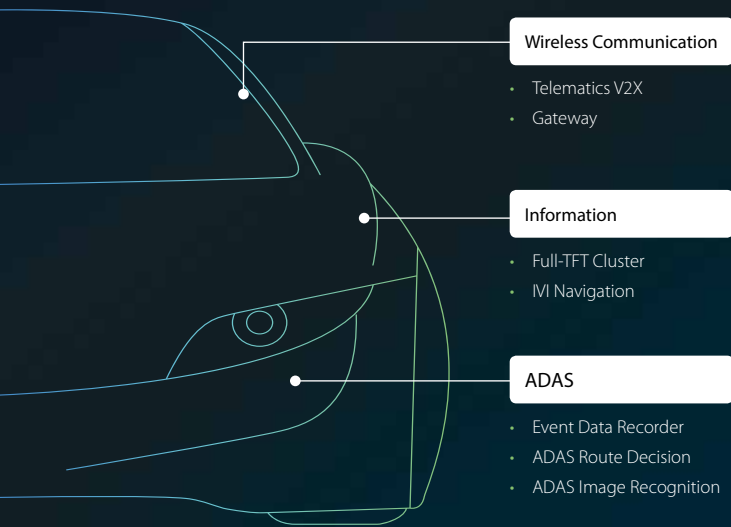 Wireless Communication
• Telematics V2X
• Gateway
Information
• Full-TFT Cluster
• IVI Navigation
ADAS
• Event Data Recorder
• ADAS Route Decision
• ADAS Image Recognition